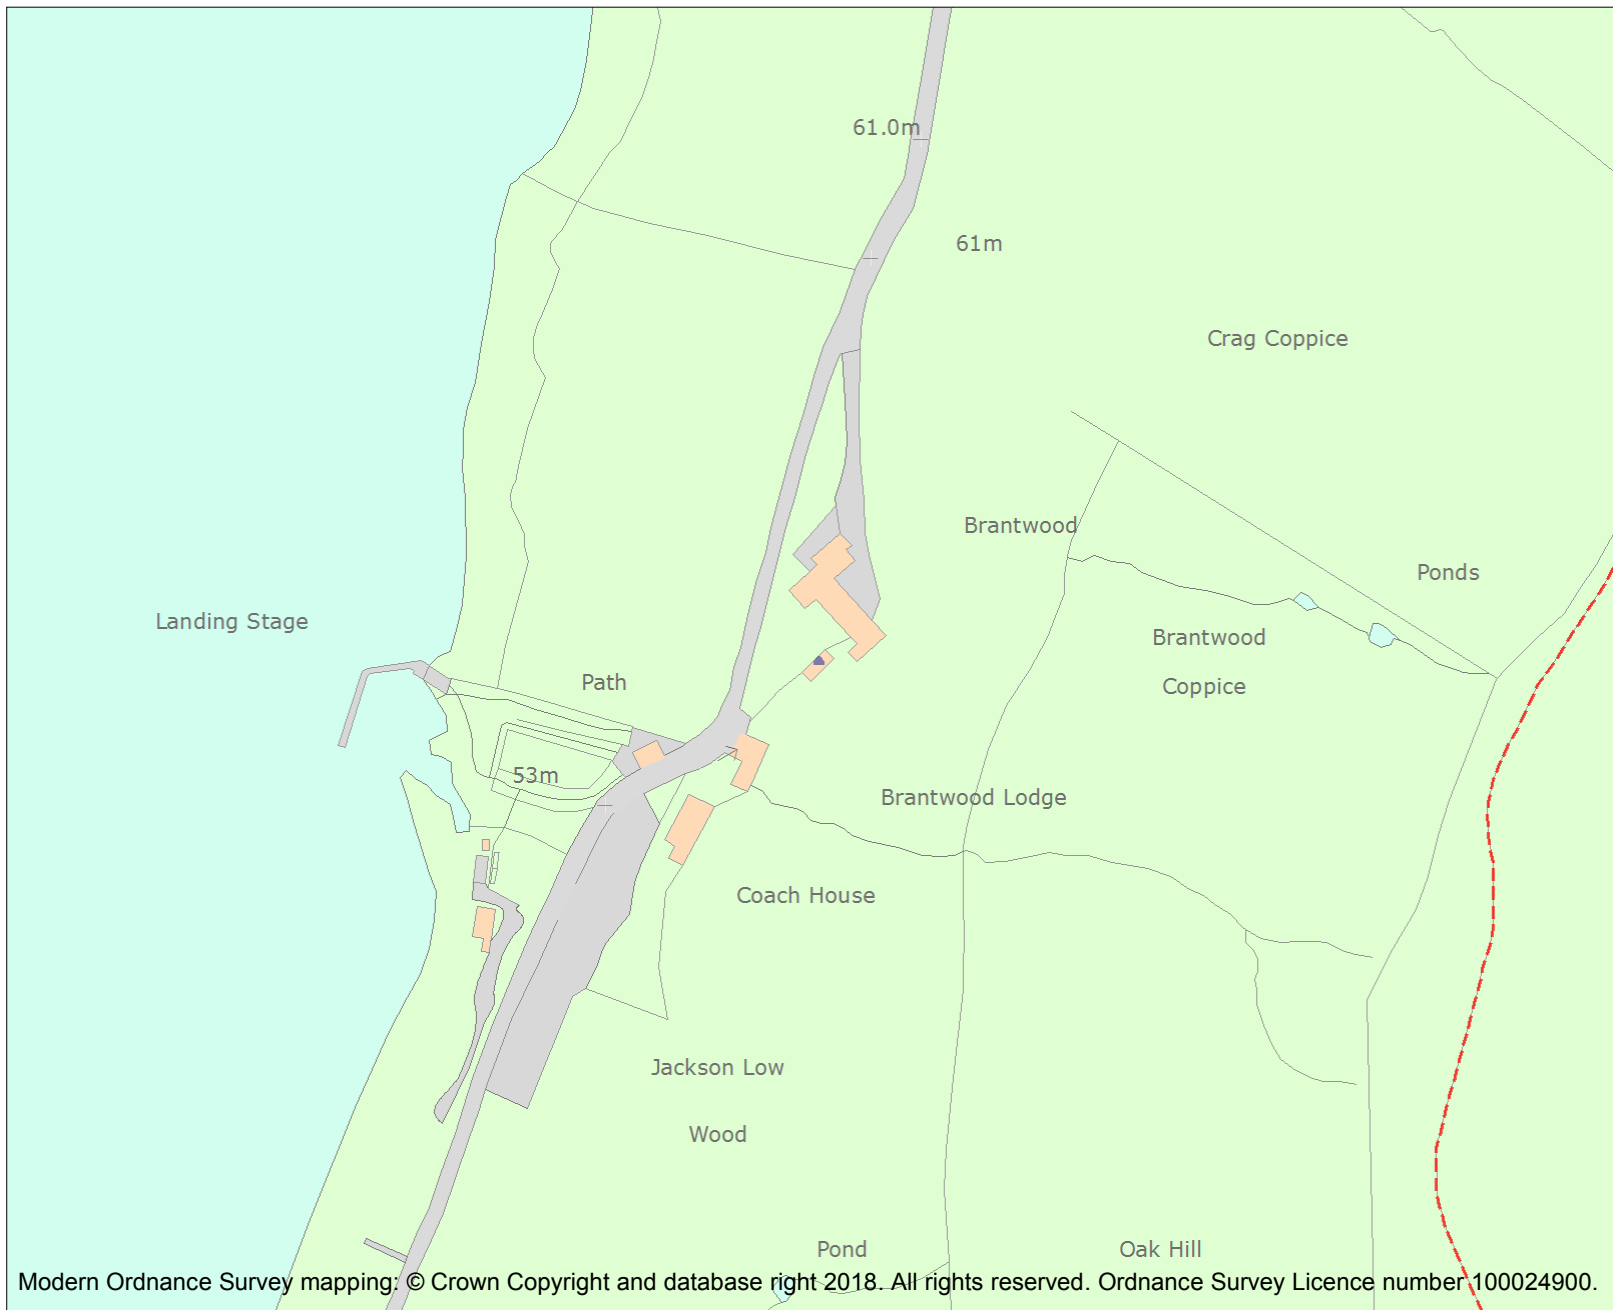 61.0m
61m
Crag Coppice
Brantwood
Ponds
Landing Stage
Brantwood
Coppice
Path
53m
Brantwood Lodge
Coach House
Jackson Low
Wood
Pond
Oak Hill
Modern Ordnance Survey mapping: © Crown Copyright and database right 2018. All rights reserved. Ordnance Survey Licence number 100024900.